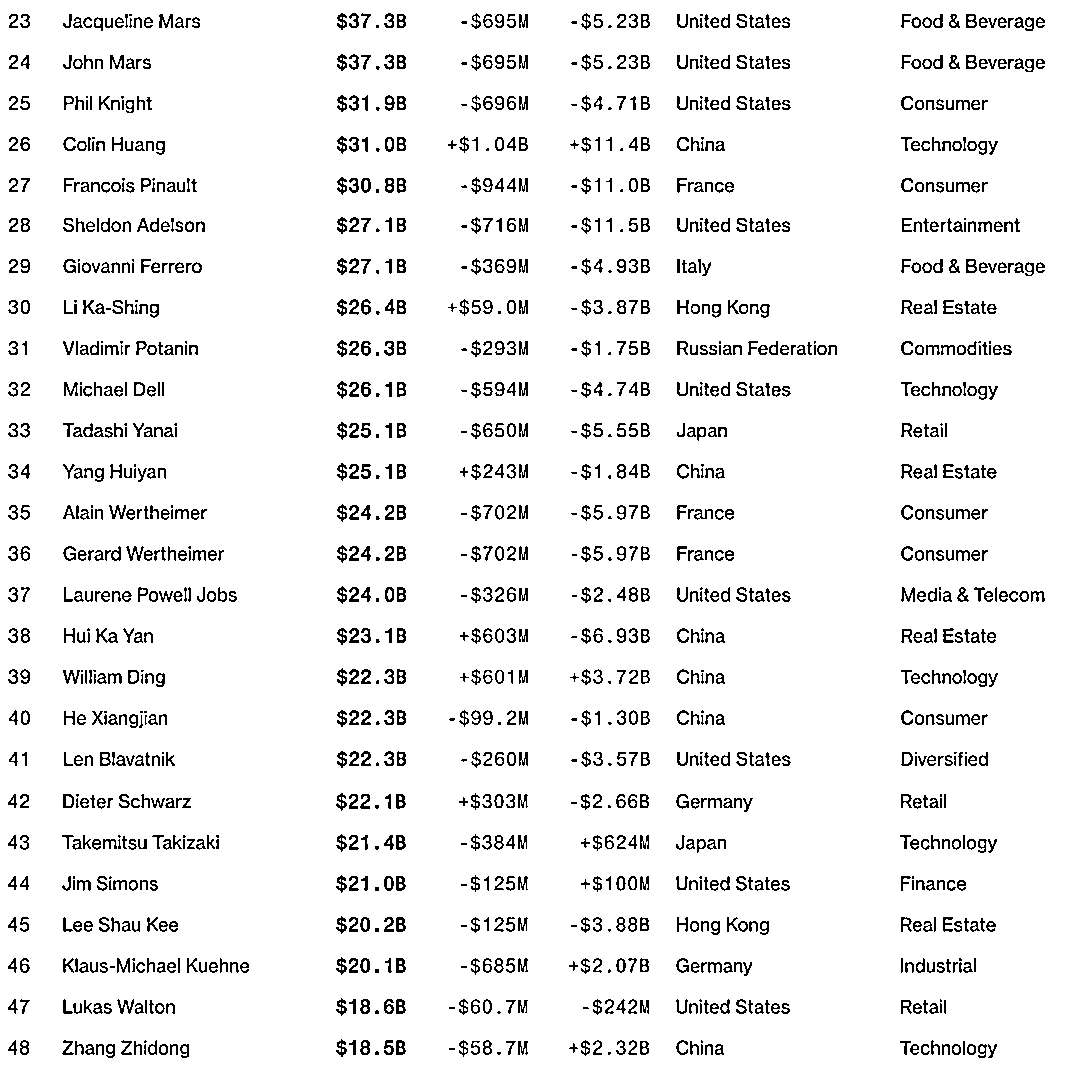 23 Jacqueline Mars $37.3B -$695M -$5.23B United States Food & Beverage
24 John Mars $37.3B -$695M -$5.23B United States Food & Beverage
25 Phil Knight $31.9B -$696M -$4.71B United States Consumer
26 Colin Huang $31.0B +$1.04B +$11.4B China Technology
27 Francois Pinault $30.8B -$944M -$11.0B France Consumer
28 Sheldon Adelson $27.1B -$716M -$11.5B United States Entertainment
29 Giovanni Ferrero $27.1B -$369M -$4.93B Italy Food & Beverage
30 Li Ka-Shing $26.4B +$59.0M -$3.87B Hong Kong Real Estate
31 Vladimir Potanin $26.3B -$293M -$1.75B Russian Federation Commodities
32 Michael Dell $26.1B -$594M -$4.74B United States Technology
33 Tadashi Yanai $25.1B -$650M -$5.55B Japan Retail
34 Yang Huiyan $25.1B +$243M -$1.84B China Real Estate
35 Alain Wertheimer $24.2B -$702M -$5.97B France Consumer
36 Gerard Wertheimer $24.2B -$702M -$5.97B France Consumer
37 Laurene Powell Jobs $24.0B -$326M -$2.48B United States Media & Telecom
38 Hui Ka Yan $23.1B +$603M -$6.93B China Real Estate
39 William Ding $22.3B +$601M +$3.72B China Technology
40 He Xiangjian $22.3B -$99.2M -$1.30B China Consumer
41 Len Blavatnik $22.3B -$260M -$3.57B United States Diversified
42 Dieter Schwarz $22.1B +$303M -$2.66B Germany Retail
43 Takemitsu Takizaki $21.4B -$384M +$624M Japan Technology
44 Jim Simons $21.0B -$125M +$100M United States Finance
45 Lee Shau Kee $20.2B -$125M -$3.88B Hong Kong Real Estate
46 Klaus-Michael Kuehne $20.1B -$685M +$2.07B Germany Industrial
47 Lukas Walton $18.6B -$60.7M -$242M United States Retail
48 Zhang Zhidong $18.5B -$58.7M +$2.32B China Technology